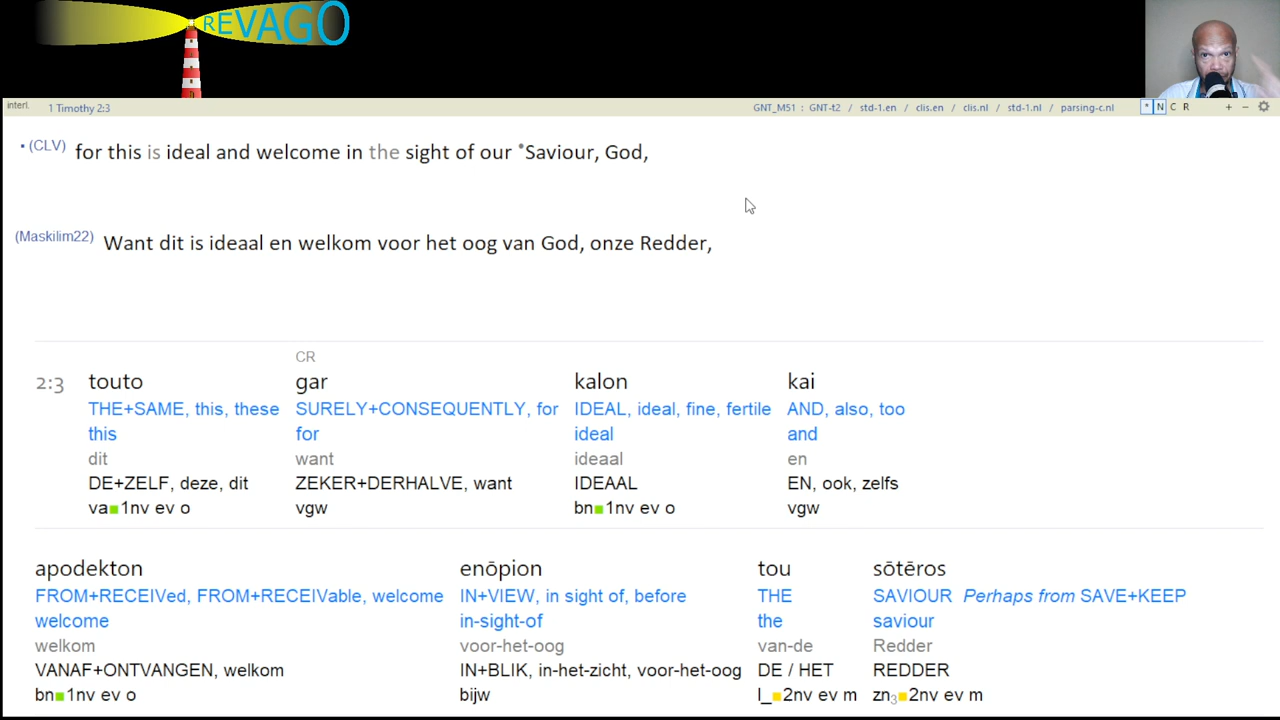 REVAGO
interl. 1 Timothy 2:3 GNT_M51 : GNT-t2 / std-1.en / clis.en / clis.nl / std-1.nl / parsing-c.nl * N C R + −
• (CLV) for this is ideal and welcome in the sight of our *Saviour, God,
(Maskilim22) Want dit is ideaal en welkom voor het oog van God, onze Redder,
CR
2:3 touto gar kalon kai
THE+SAME, this, these SURELY+CONSEQUENTLY, for IDEAL, ideal, fine, fertile AND, also, too
this for ideal and
dit want ideaal en
DE+ZELF, deze, dit ZEKER+DERHALVE, want IDEAAL EN, ook, zelfs
va■1nv ev o vgw bn■1nv ev o vgw
apodekton enōpion tou sōtēros
FROM+RECEIVed, FROM+RECEIVable, welcome IN+VIEW, in sight of, before THE SAVIOUR Perhaps from SAVE+KEEP
welcome in-sight-of the saviour
welkom voor-het-oog van-de Redder
VANAF+ONTVANGEN, welkom IN+BLIK, in-het-zicht, voor-het-oog DE / HET REDDER
bn■1nv ev o bijw l_■2nv ev m zn3■2nv ev m